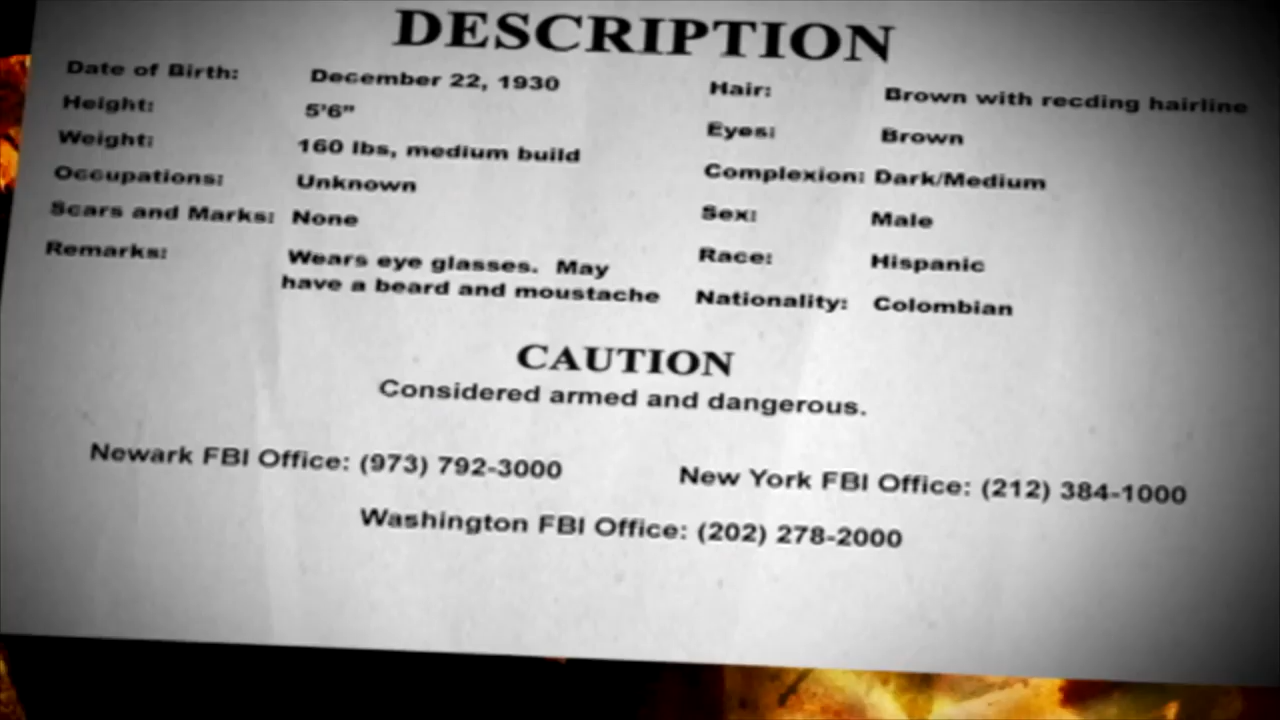 DESCRIPTION
Date of Birth: December 22, 1930
Height: 5'6"
Weight: 160 lbs, medium build
Occupations: Unknown
Scars and Marks: None
Remarks: Wears eye glasses. May
have a beard and moustache
Hair: Brown with recding hairline
Eyes: Brown
Complexion: Dark/Medium
Sex: Male
Race: Hispanic
Nationality: Colombian
CAUTION
Considered armed and dangerous.
Newark FBI Office: (973) 792-3000
New York FBI Office: (212) 384-1000
Washington FBI Office: (202) 278-2000